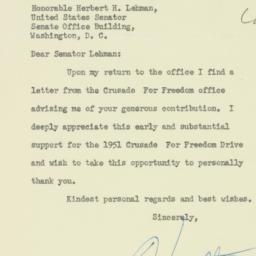 Honorable Herbert H. Lehman,
United States Senator
Senate Office Building,
Washington, D. C.
Dear Senator Lehman:
Upon my return to the office I find a
letter from the Crusade For Freedom office
advising me of your generous contribution. I
deeply appreciate this early and substantial
support for the 1951 Crusade For Freedom Drive
and wish to take this opportunity to personally
thank you.
Kindest personal regards and best wishes.
Sincerely,